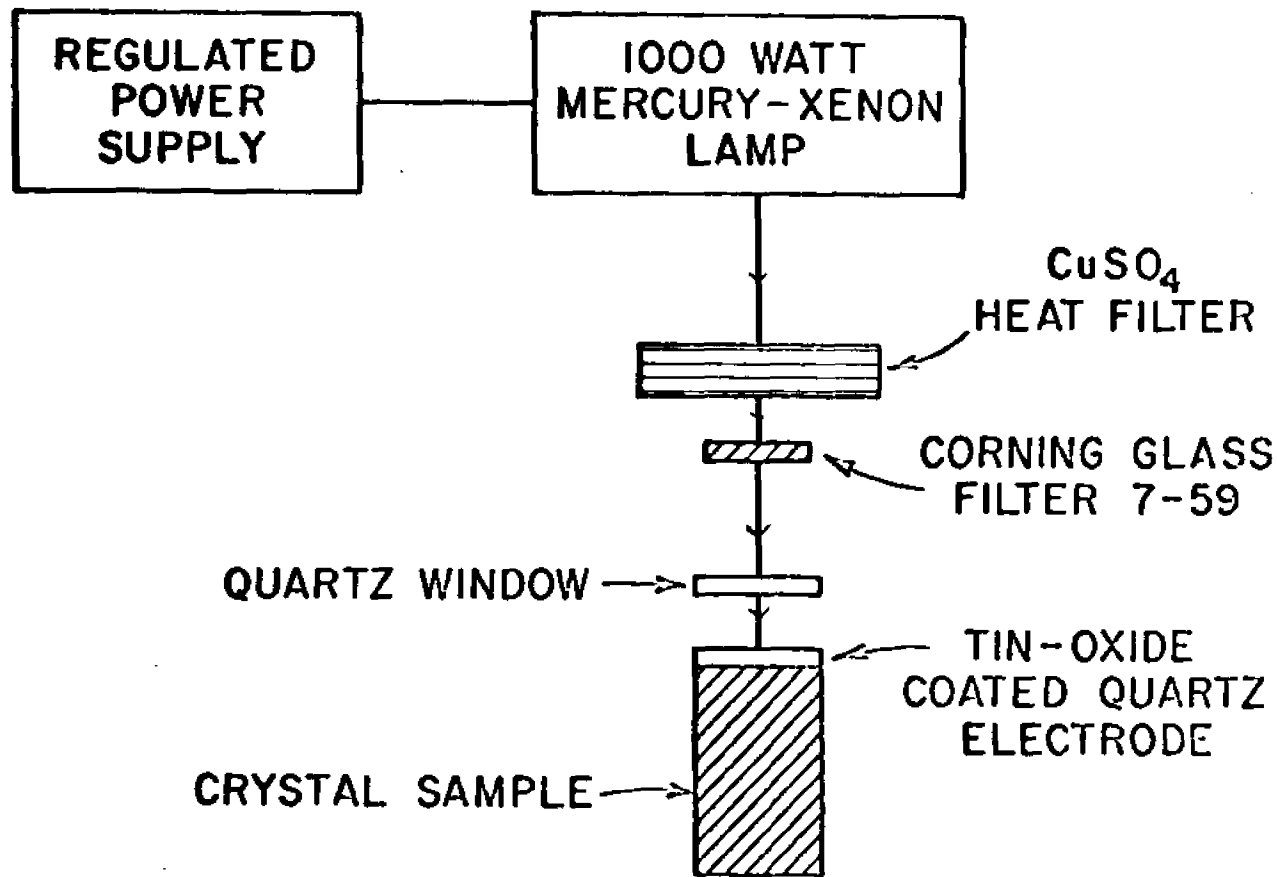 REGULATED
POWER
SUPPLY
1000 WATT
MERCURY-XENON
LAMP
CuSO₄
HEAT FILTER
CORNING GLASS
FILTER 7-59
QUARTZ WINDOW
TIN-OXIDE
COATED QUARTZ
ELECTRODE
CRYSTAL SAMPLE